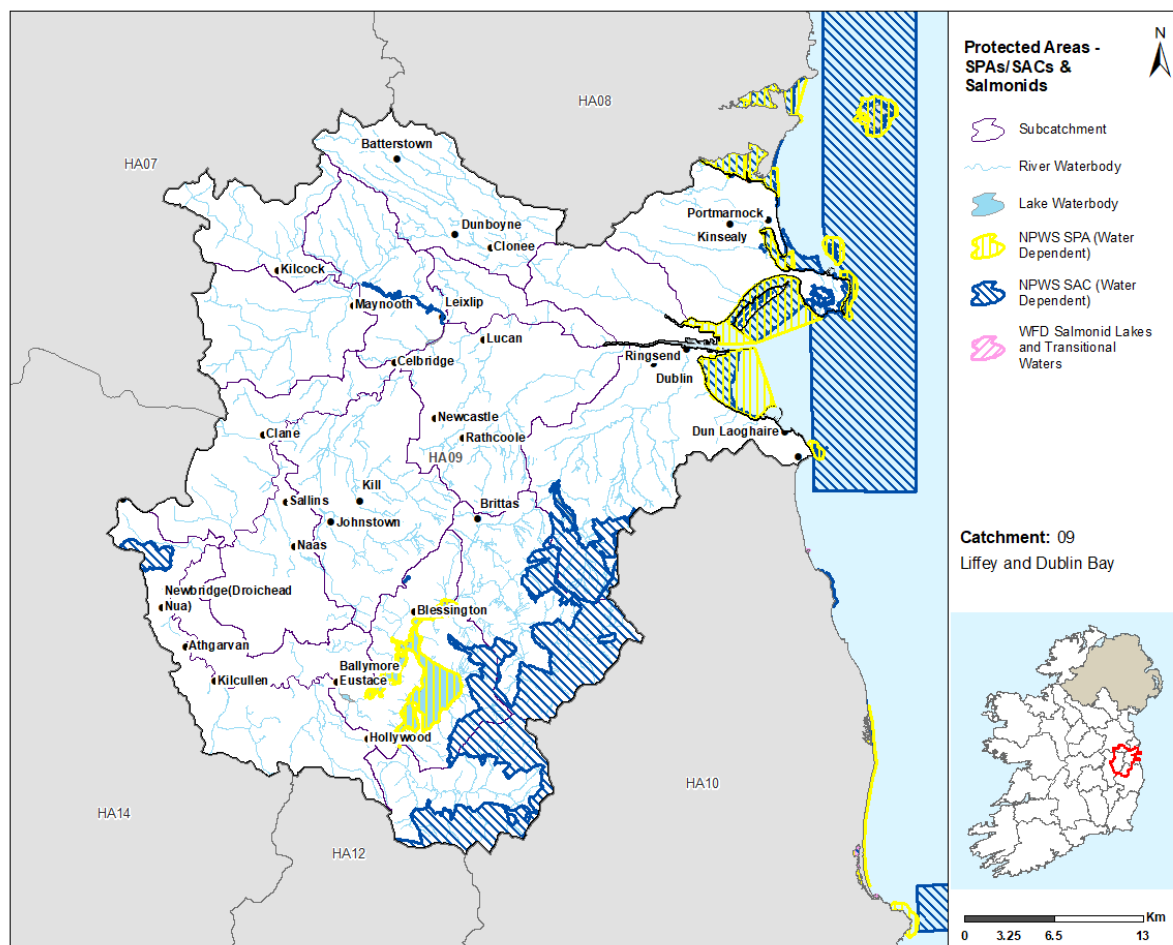 HA08
HA07
Batterstown
Dunboyne
Clonee
Portmarnock
Kinsealy
Kilcock
Maynooth
Leixlip
Lucan
Celbridge
Ringsend
Dublin
Newcastle
Rathcoole
HA09
Clane
Dun Laoghaire
Sallins
Kill
Johnstown
Brittas
Naas
Newbridge(Droichead
Nua)
Blessington
Athgarvan
Ballymore
Eustace
Kilcullen
Hollywood
HA10
HA14
HA12
N
Protected Areas -
SPAs/SACs &
Salmonids
Subcatchment
River Waterbody
Lake Waterbody
NPWS SPA (Water
Dependent)
NPWS SAC (Water
Dependent)
WFD Salmonid Lakes
and Transitional
Waters
Catchment: 09
Liffey and Dublin Bay
Km
0 3.25 6.5 13